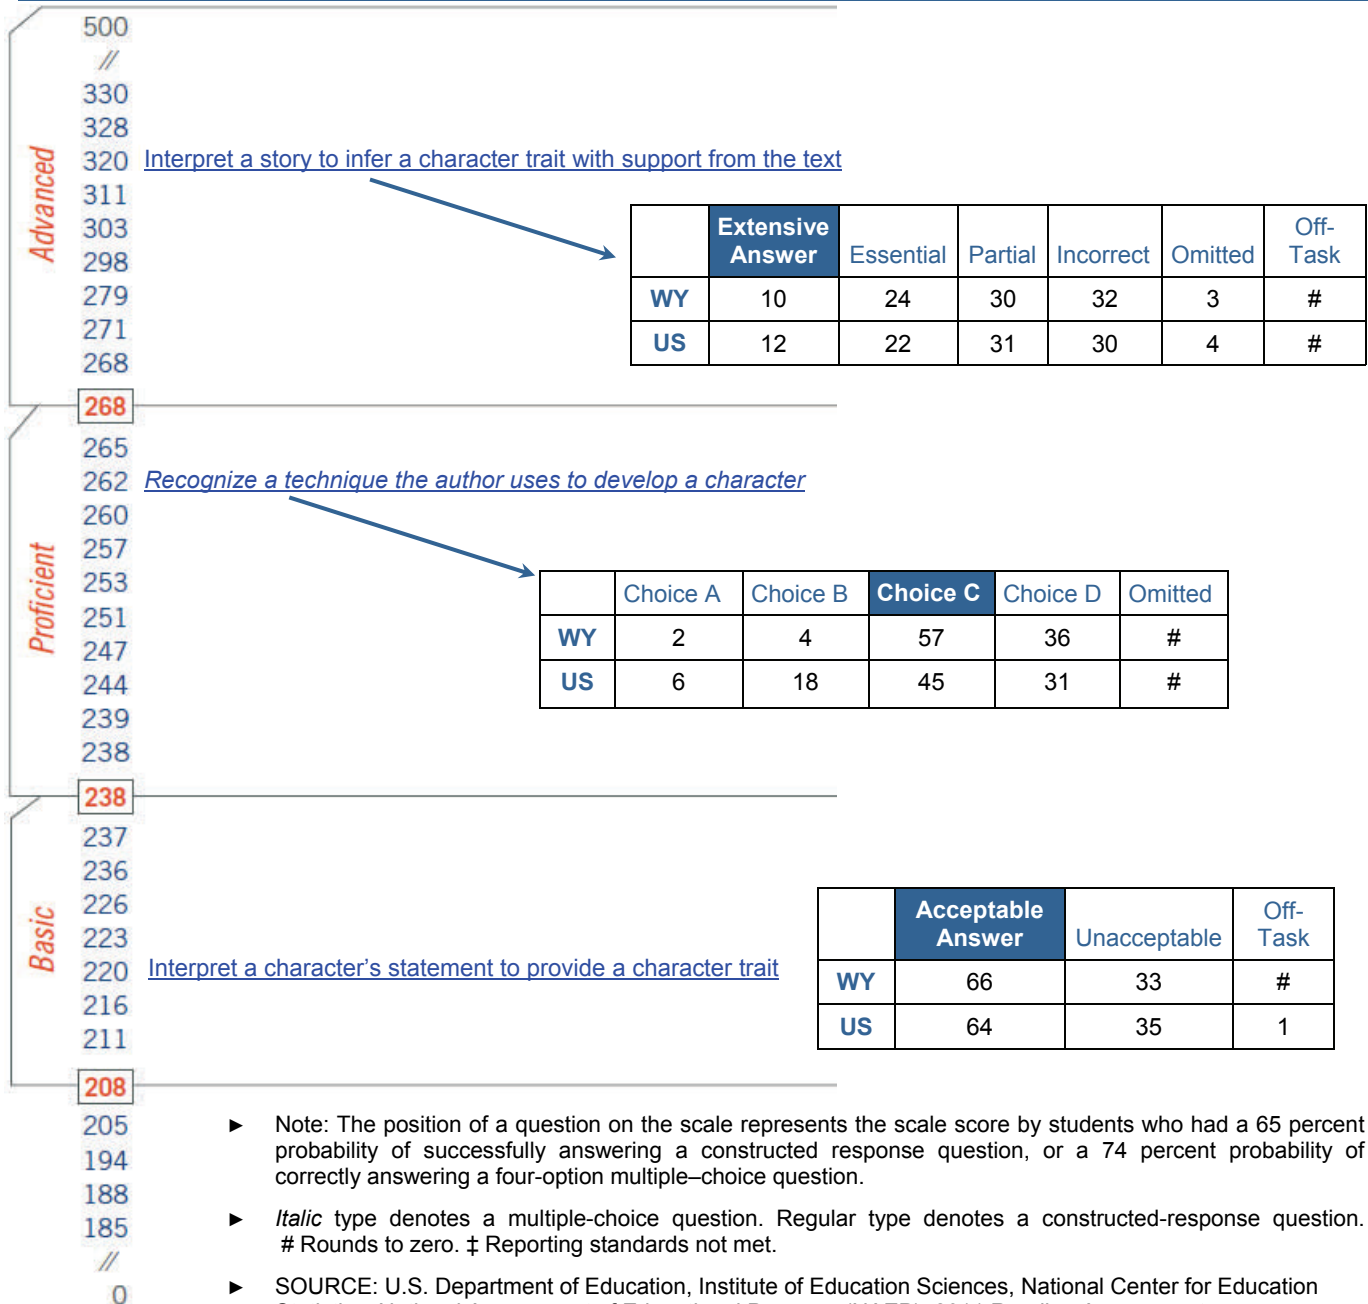 500
//
330
328
Advanced
320 Interpret a story to infer a character trait with support from the text
311
303
298
279
271
268
Extensive Answer Essential Partial Incorrect Omitted Off-Task
WY 10 24 30 32 3 #
US 12 22 31 30 4 #
268
265
262 Recognize a technique the author uses to develop a character
260
257
Proficient
253
251
247
244
239
238
Choice A Choice B Choice C Choice D Omitted
WY 2 4 57 36 #
US 6 18 45 31 #
238
237
236
226
Basic
223
220 Interpret a character’s statement to provide a character trait
216
211
Acceptable Answer Unacceptable Off-Task
WY 66 33 #
US 64 35 1
208
205
194
188
185
//
0
► Note: The position of a question on the scale represents the scale score by students who had a 65 percent
probability of successfully answering a constructed response question, or a 74 percent probability of
correctly answering a four-option multiple–choice question.
► Italic type denotes a multiple-choice question. Regular type denotes a constructed-response question.
# Rounds to zero. ‡ Reporting standards not met.
► SOURCE: U.S. Department of Education, Institute of Education Sciences, National Center for Education